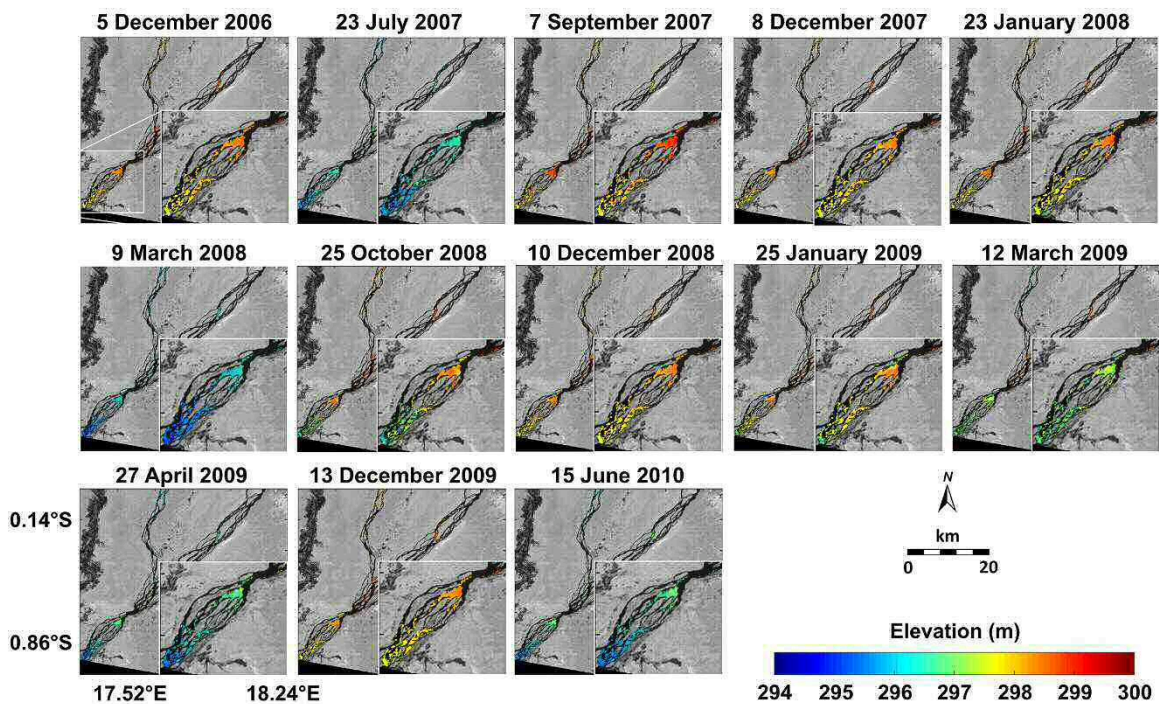 5 December 2006 23 July 2007 7 September 2007 8 December 2007 23 January 2008
9 March 2008 25 October 2008 10 December 2008 25 January 2009 12 March 2009
27 April 2009 13 December 2009 15 June 2010
0.14°S
N
km
0 20
0.86°S
Elevation (m)
17.52°E 18.24°E
294 295 296 297 298 299 300